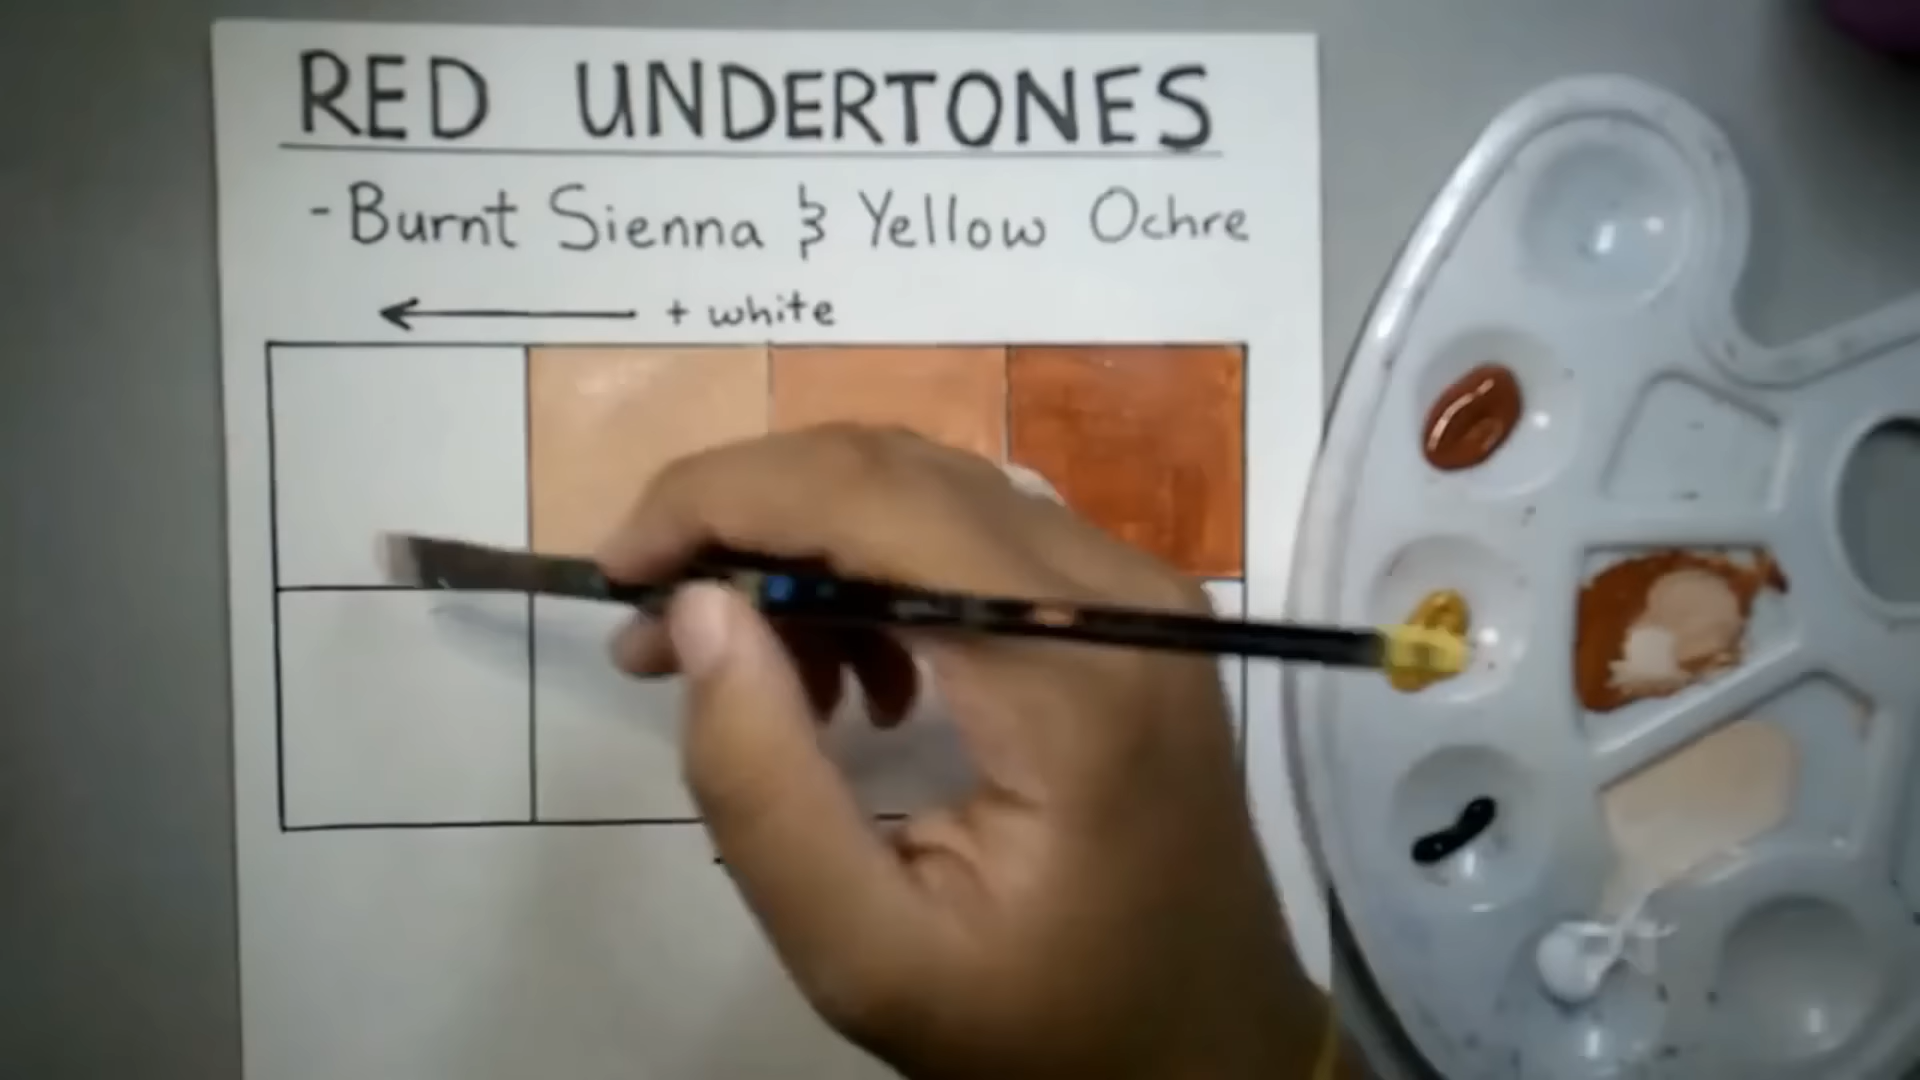 RED UNDERTONES
- Burnt Sienna & Yellow Ochre
+ white